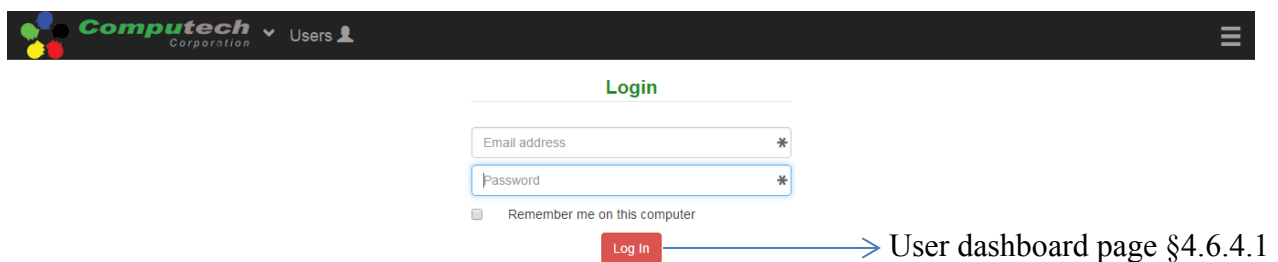 Computech
Corporation
Users
Login
Email address *
Password *
Remember me on this computer
Log In
User dashboard page §4.6.4.1